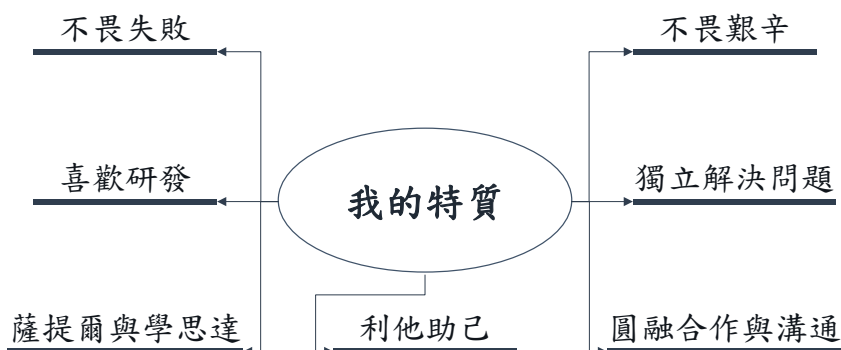 不畏失敗
不畏艱辛
喜歡研發
我的特質
獨立解決問題
薩提爾與學思達
利他助己
圓融合作與溝通